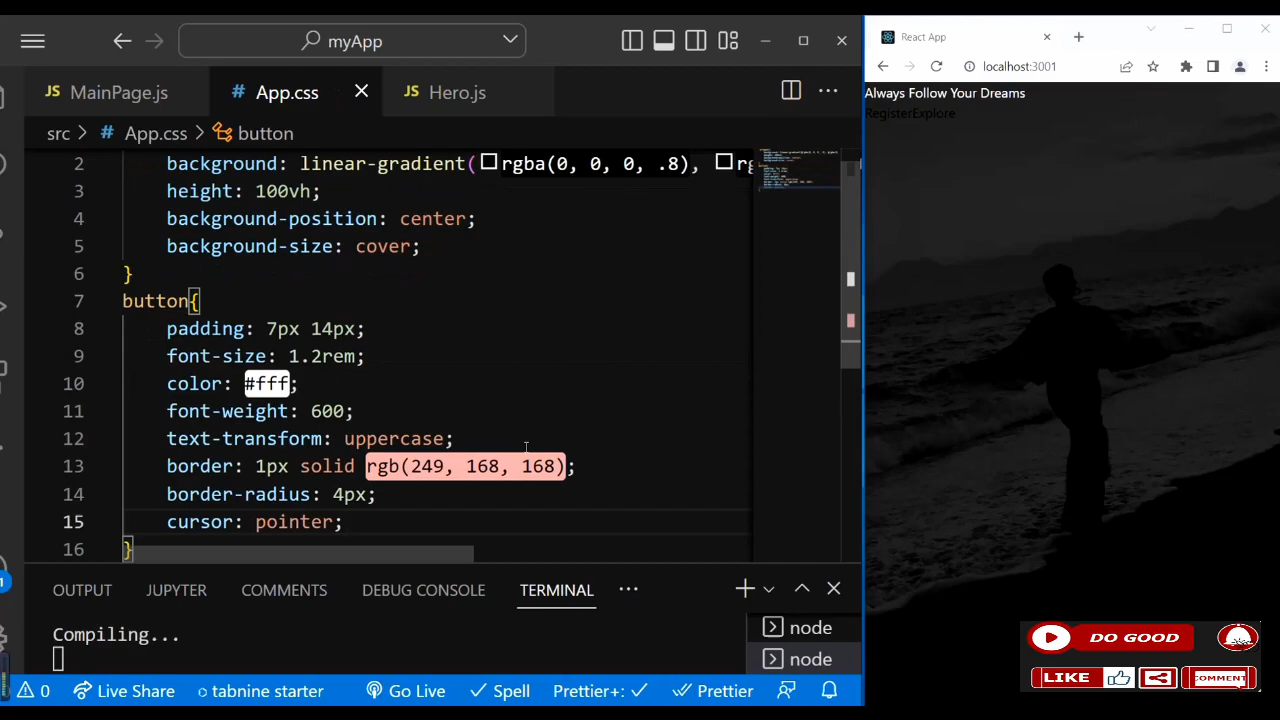 myApp
JS MainPage.js
# App.css
JS Hero.js
src > # App.css > button
2 background: linear-gradient(rgba(0, 0, 0, .8), rg
3 height: 100vh;
4 background-position: center;
5 background-size: cover;
6 }
7 button{
8 padding: 7px 14px;
9 font-size: 1.2rem;
10 color: #fff;
11 font-weight: 600;
12 text-transform: uppercase;
13 border: 1px solid rgb(249, 168, 168);
14 border-radius: 4px;
15 cursor: pointer;
16 }
OUTPUT JUPYTER COMMENTS DEBUG CONSOLE TERMINAL ...
Compiling...
node
node
0 Live Share tabnine starter Go Live Spell Prettier+: Prettier
React App
localhost:3001
Always Follow Your Dreams
RegisterExplore
DO GOOD
LIKE COMMENT